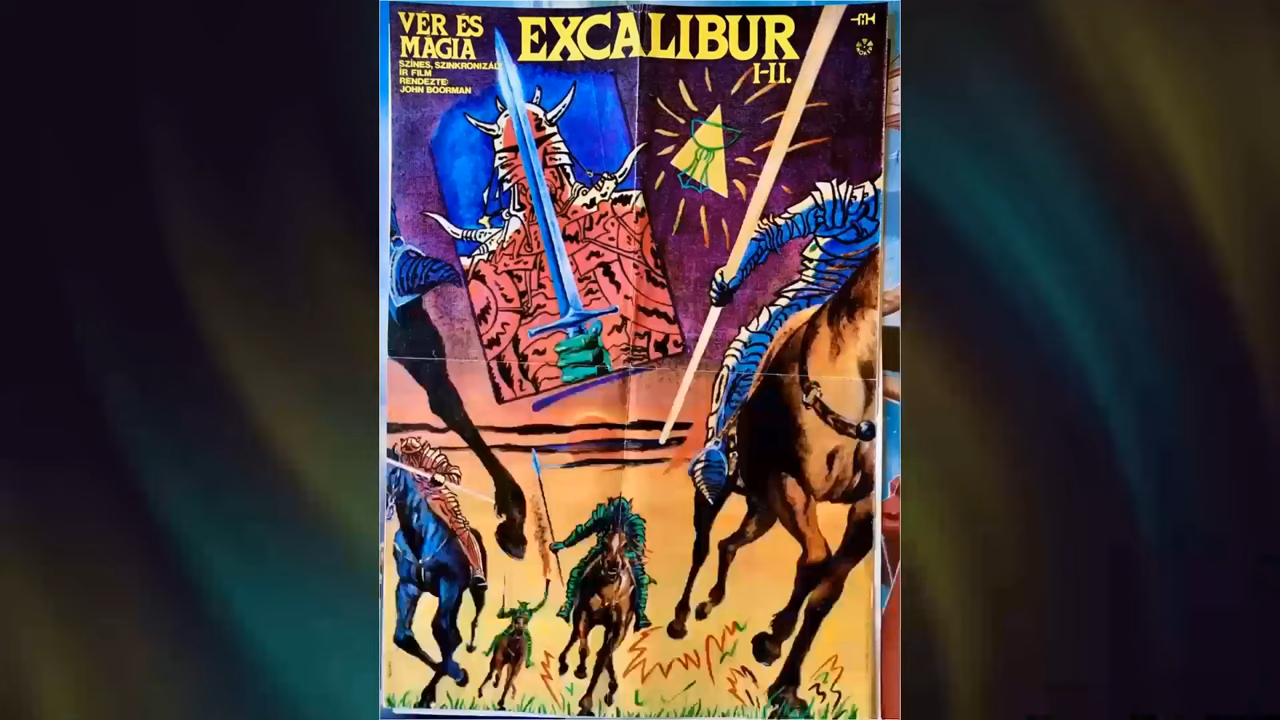 VÉR ÉS
MÁGIA
SZÍNES, SZINKRONIZÁLT
ÍR FILM
RENDEZTE:
JOHN BOORMAN
EXCALIBUR
I-II.